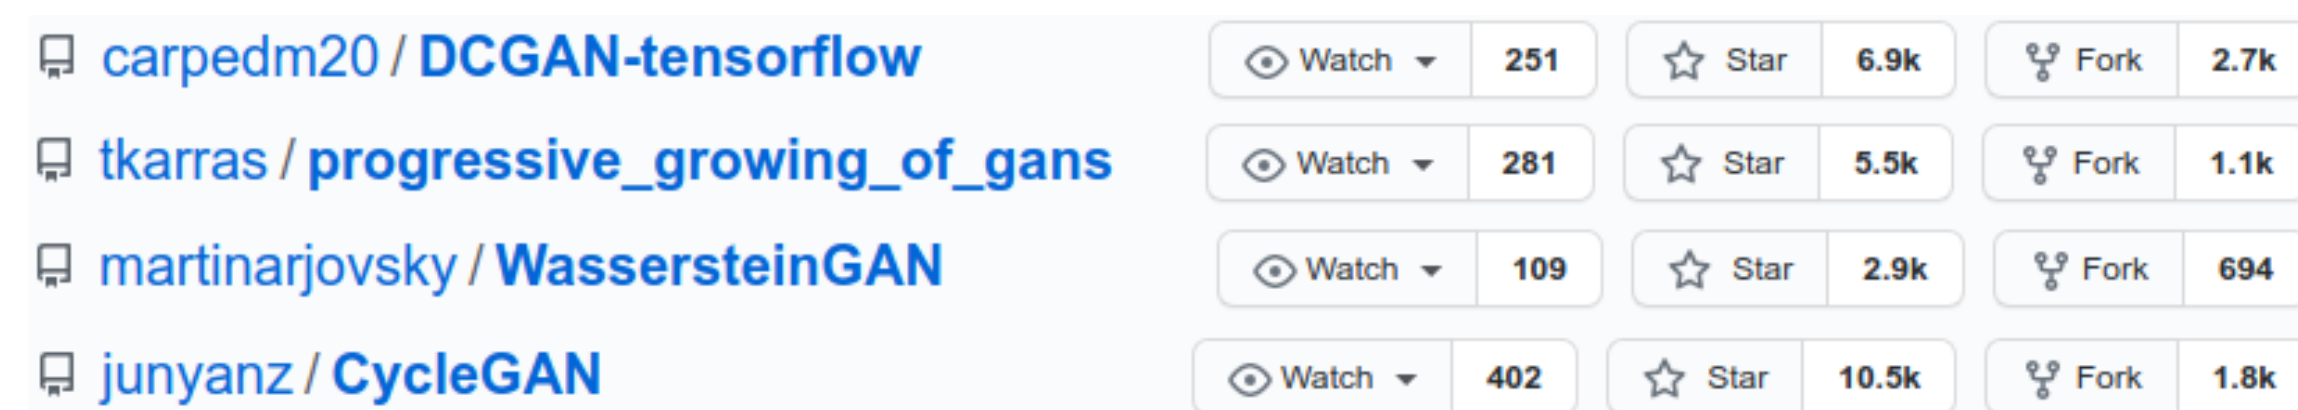 carpedm20 / DCGAN-tensorflow Watch 251 Star 6.9k Fork 2.7k
tkarras / progressive_growing_of_gans Watch 281 Star 5.5k Fork 1.1k
martinarjovsky / WassersteinGAN Watch 109 Star 2.9k Fork 694
junyanz / CycleGAN Watch 402 Star 10.5k Fork 1.8k